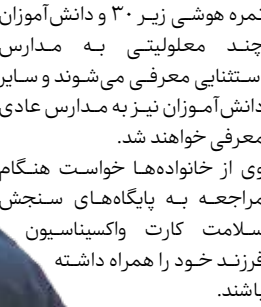 نمره هوشی زیر ۳۰ و دانش‌آموزان
چند معلولیتی به مدارس
استثنایی معرفی می‌شوند و سایر
دانش‌آموزان نیز به مدارس عادی
معرفی خواهند شد.
وی از خانواده‌ها خواست هنگام
مراجعه به پایگاه‌های سنجش
سلامت کارت واکسیناسیون
فرزند خود را همراه داشته
باشند.